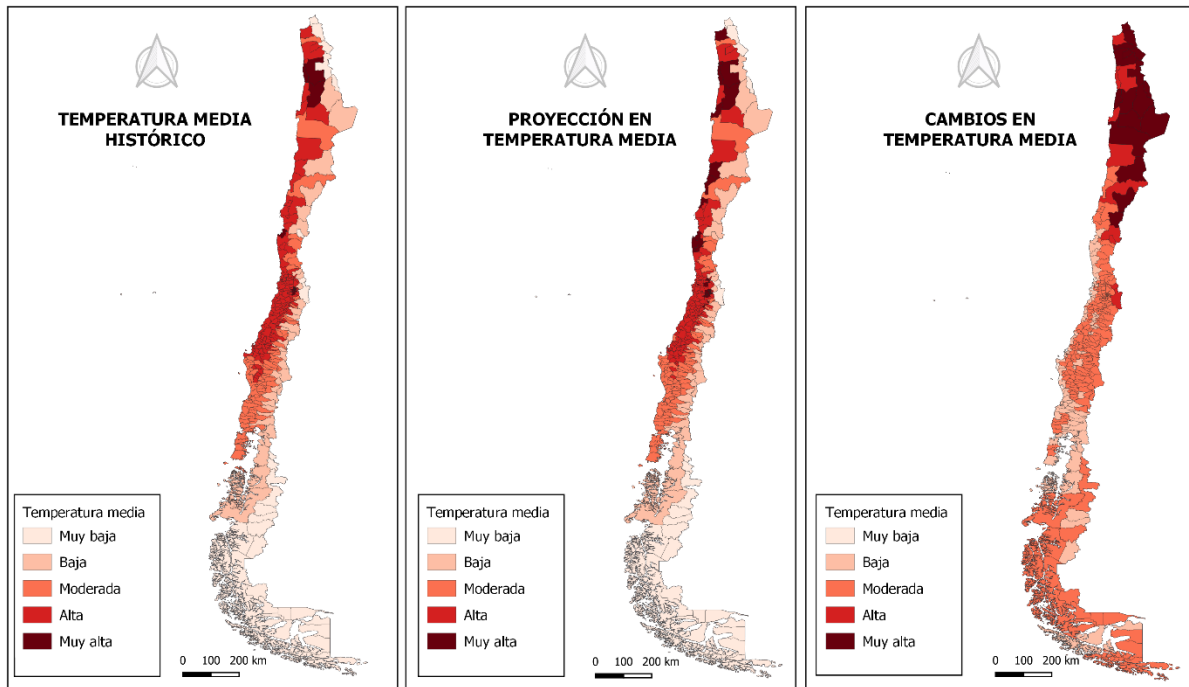 TEMPERATURA MEDIA
HISTÓRICO
Temperatura media
Muy baja
Baja
Moderada
Alta
Muy alta
0 100 200 km
PROYECCIÓN EN
TEMPERATURA MEDIA
Temperatura media
Muy baja
Baja
Moderada
Alta
Muy alta
0 100 200 km
CAMBIOS EN
TEMPERATURA MEDIA
Temperatura media
Muy baja
Baja
Moderada
Alta
Muy alta
0 100 200 km